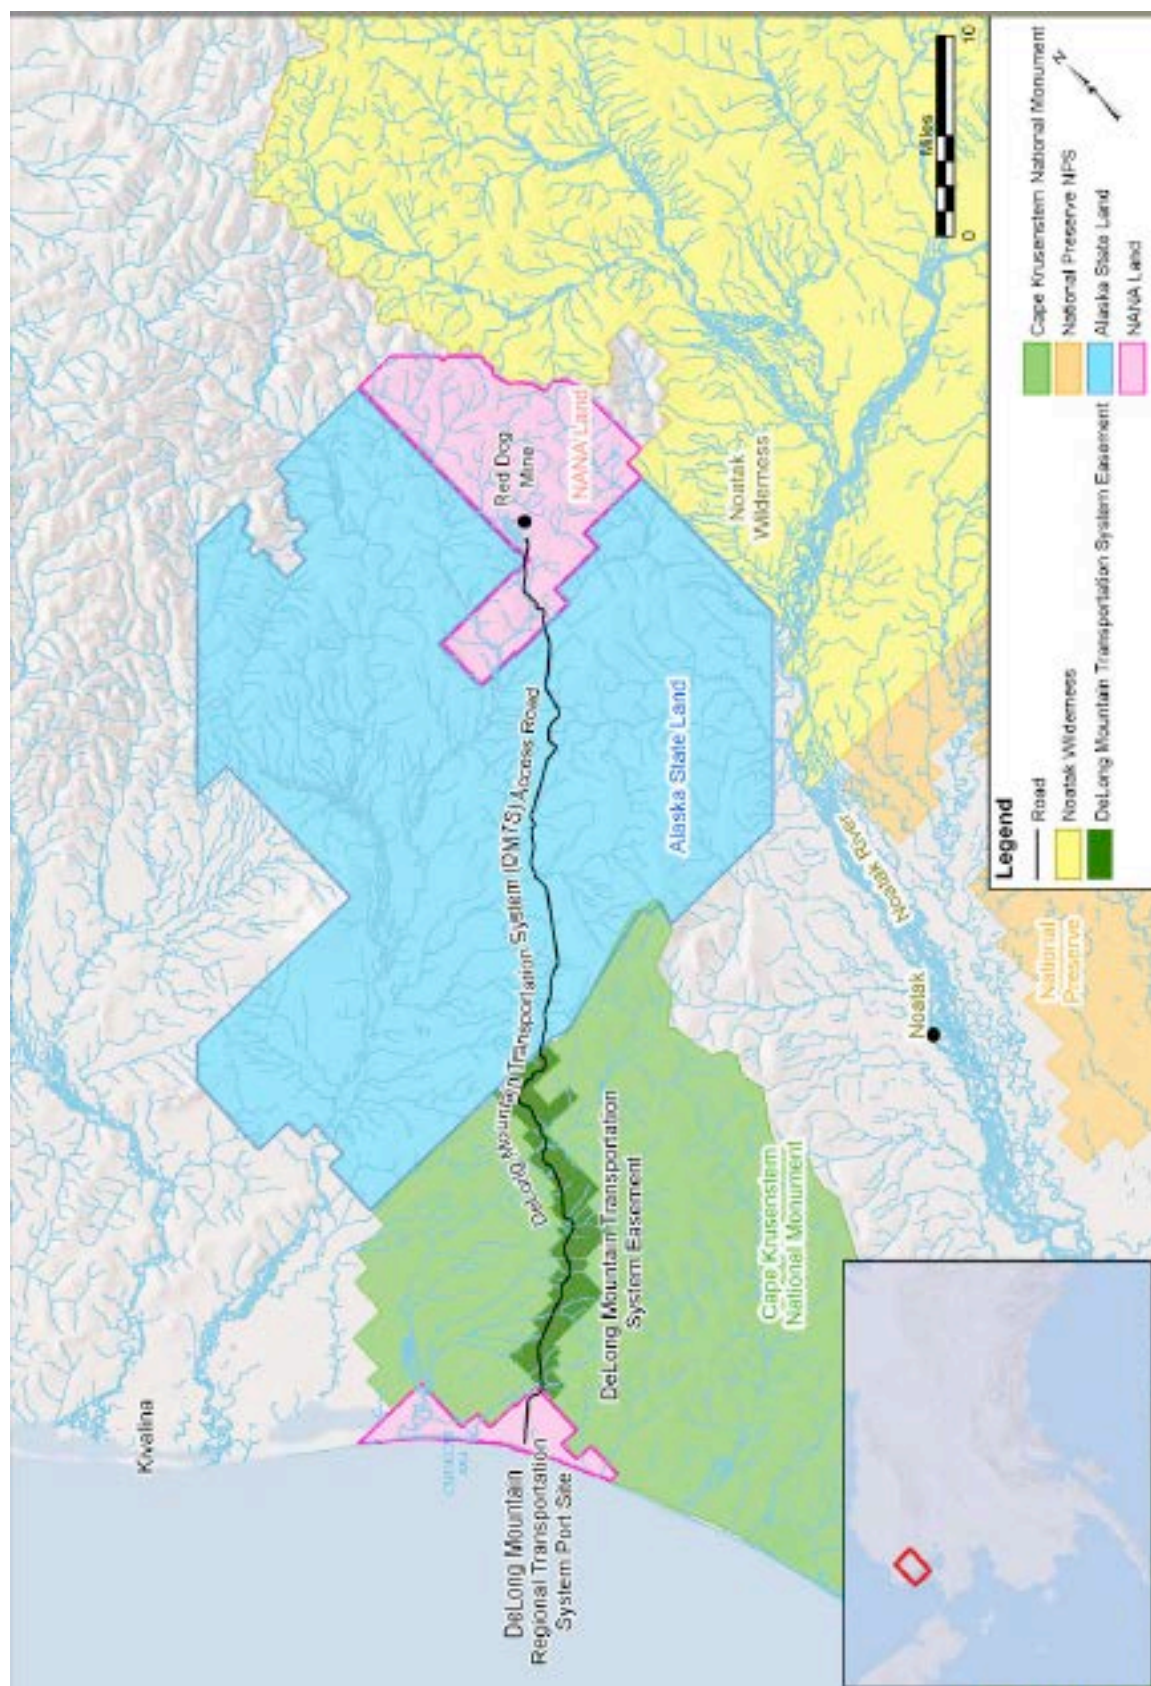 Kivalina
DeLong Mountain
Regional Transportation
System Port Site
DeLong Mountain Transportation System (DMTS) Access Road
Red Dog
Mine
NANA Land
Alaska State Land
Noatak
Wilderness
DeLong Mountain Transportation
System Easement
Cape Krusenstern
National Monument
Noatak River
Noatak
National
Preserve
Miles
0
10
N
Legend
Road
Noatak Wilderness
DeLong Mountain Transportation System Easement
Cape Krusenstern National Monument
National Preserve NPS
Alaska State Land
NANA Land